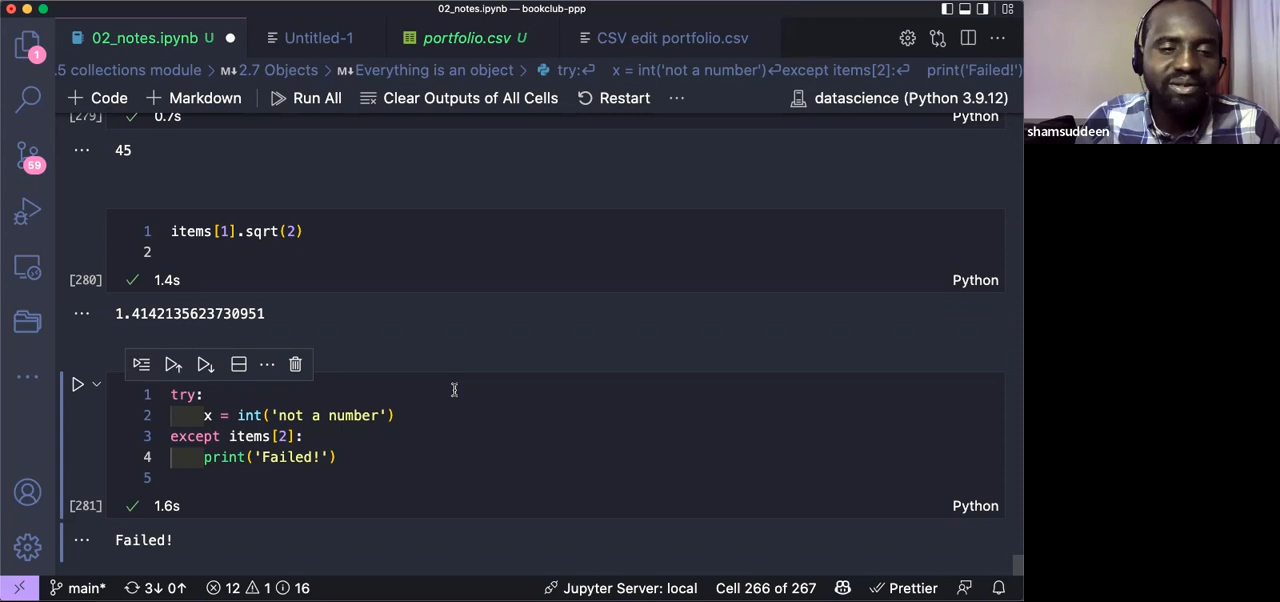 02_notes.ipynb — bookclub-ppp
02_notes.ipynb U
Untitled-1
portfolio.csv U
CSV edit portfolio.csv
.5 collections module > M↓2.7 Objects > M↓Everything is an object > try:↵ x = int('not a number')↵except items[2]:↵ print('Failed!')
+ Code + Markdown Run All Clear Outputs of All Cells Restart ··· datascience (Python 3.9.12)
[279] 0.7s Python
··· 45
1 items[1].sqrt(2)
2
[280] 1.4s Python
··· 1.4142135623730951
1 try:
2 x = int('not a number')
3 except items[2]:
4 print('Failed!')
5
[281] 1.6s Python
··· Failed!
main* 3↓ 0↑ 12 1 16 Jupyter Server: local Cell 266 of 267 Prettier
1
59
shamsuddeen